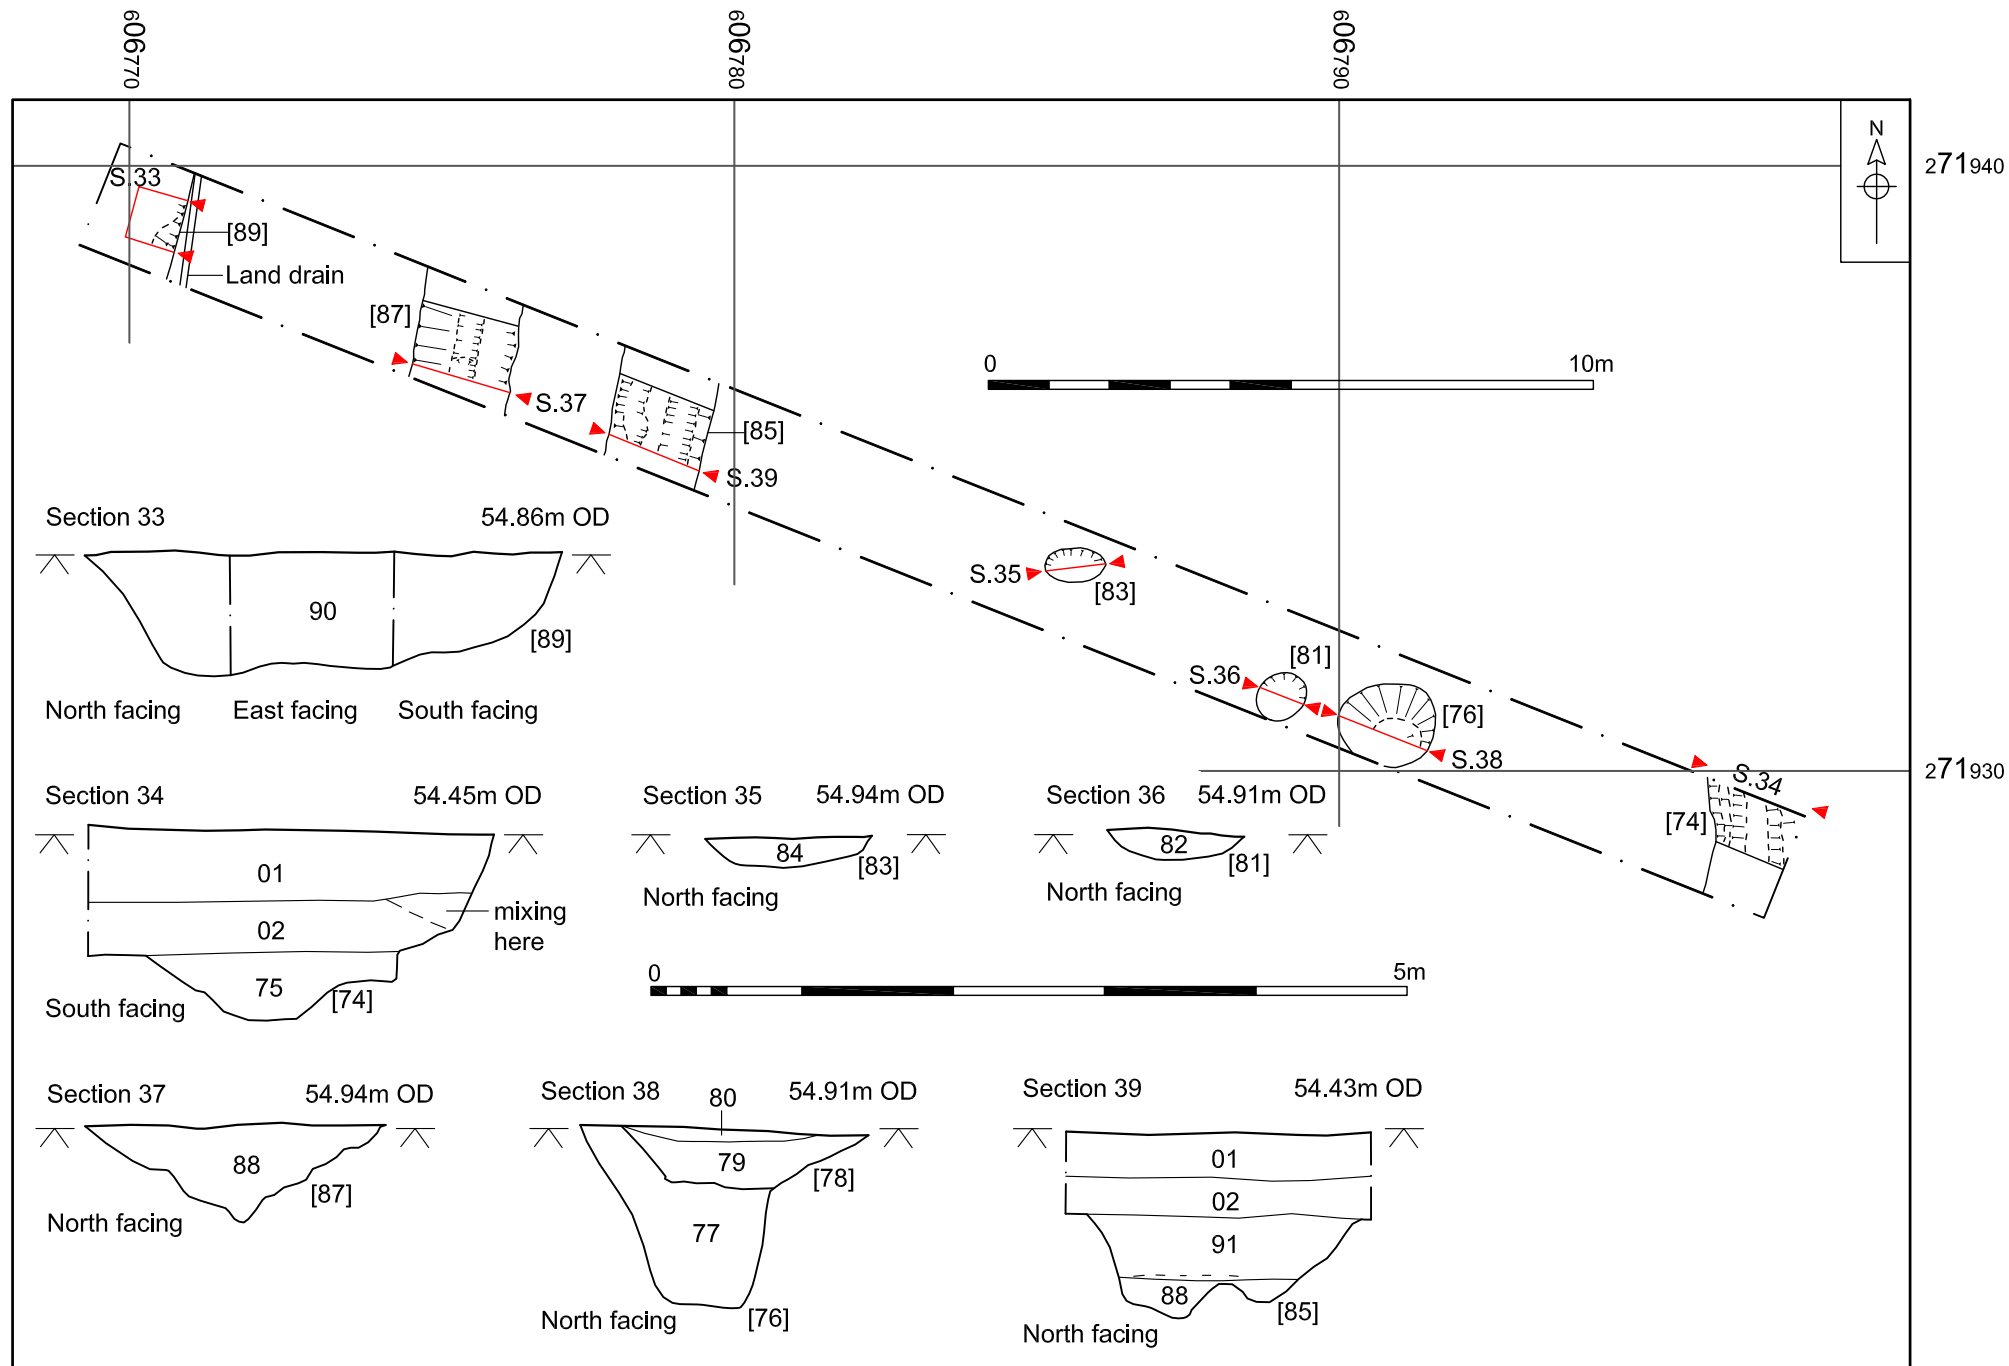 606770
606780
606790
N
271940
S.33
[89]
Land drain
[87]
S.37
0 10m
[85]
S.39
S.35
[83]
S.36
[81]
[76]
S.38
271930
S.34
[74]
Section 33 54.86m OD
90
[89]
North facing East facing South facing
Section 34 54.45m OD
01
02
mixing
here
75
[74]
South facing
Section 35 54.94m OD
84
[83]
North facing
Section 36 54.91m OD
82
[81]
North facing
0 5m
Section 37 54.94m OD
88
[87]
North facing
Section 38 54.91m OD
80
79
[78]
77
[76]
North facing
Section 39 54.43m OD
01
02
91
88
[85]
North facing